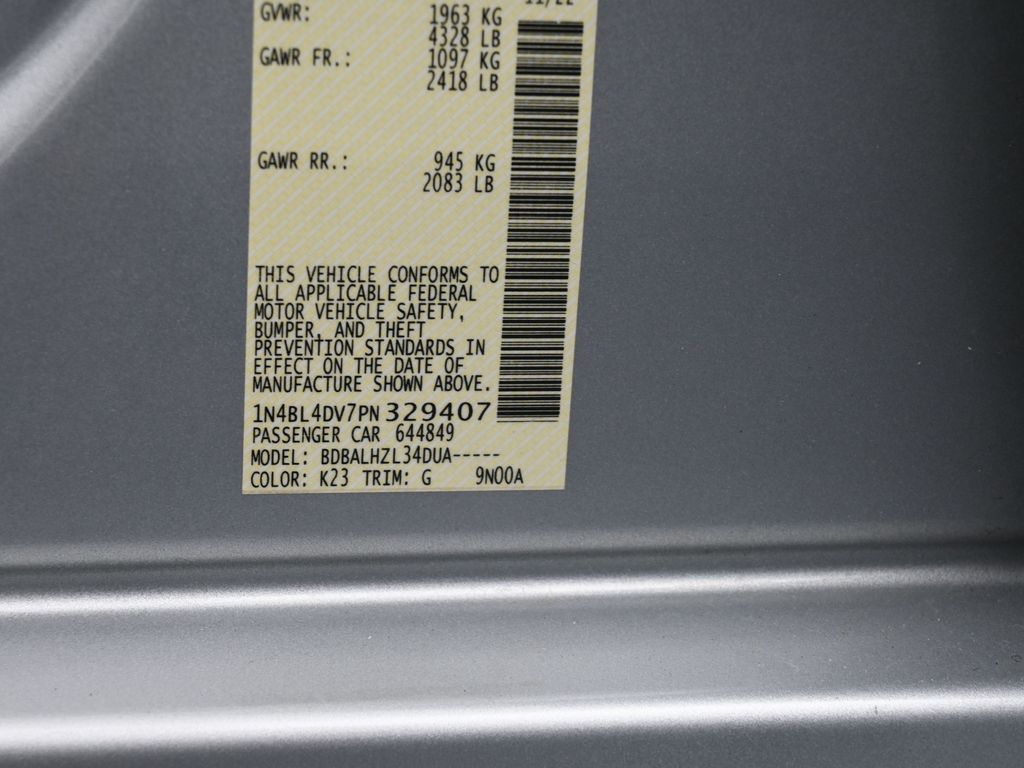 11/22
GVWR: 1963 KG
4328 LB
GAWR FR.: 1097 KG
2418 LB
GAWR RR.: 945 KG
2083 LB
THIS VEHICLE CONFORMS TO
ALL APPLICABLE FEDERAL
MOTOR VEHICLE SAFETY,
BUMPER, AND THEFT
PREVENTION STANDARDS IN
EFFECT ON THE DATE OF
MANUFACTURE SHOWN ABOVE.
1N4BL4DV7PN329407
PASSENGER CAR 644849
MODEL: BDBALHZL34DUA-----
COLOR: K23 TRIM: G 9N00A